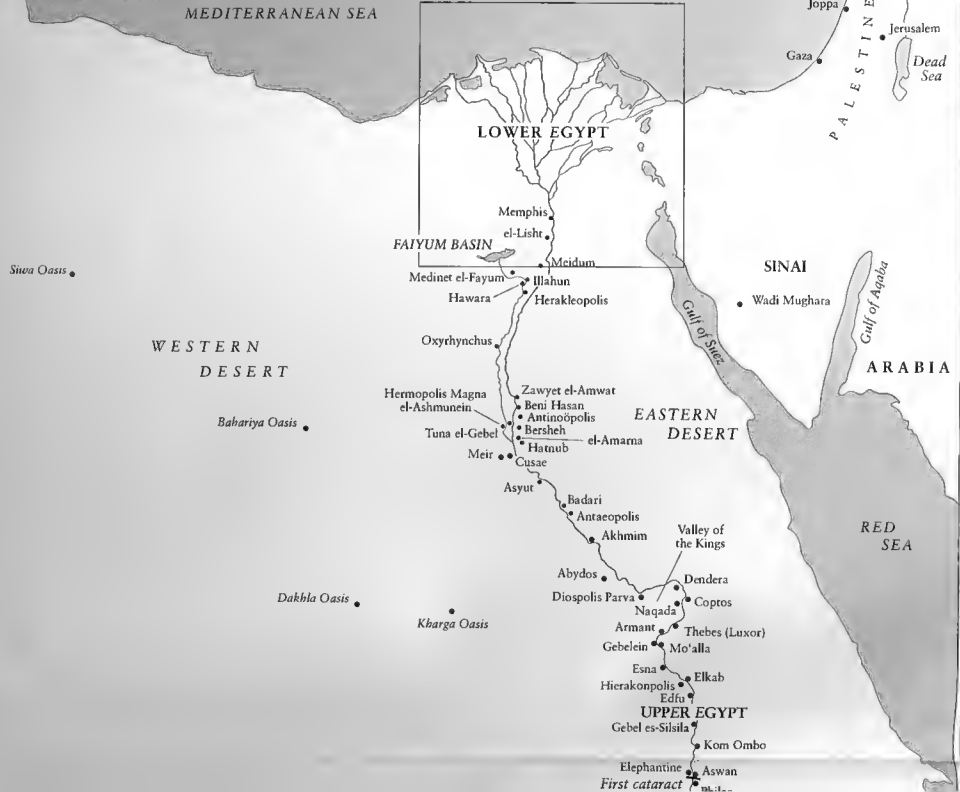 MEDITERRANEAN SEA
Joppa
Jerusalem
Gaza
Dead
Sea
PALESTINE
LOWER EGYPT
Memphis
el-Lisht
FAIYUM BASIN
Meidum
SINAI
Siwa Oasis
Medinet el-Fayum
Illahun
Hawara
Herakleopolis
Wadi Mughara
Gulf of Suez
Gulf of Aqaba
Oxyrhynchus
WESTERN
DESERT
ARABIA
Hermopolis Magna
el-Ashmunein
Zawyet el-Amwat
Beni Hasan
Antinoöpolis
EASTERN
DESERT
Bahariya Oasis
Tuna el-Gebel
Bersheh
el-Amarna
Hatnub
Meir
Cusae
Asyut
Badari
Antaeopolis
Akhmim
Valley of
the Kings
RED
SEA
Abydos
Dendera
Dakhla Oasis
Diospolis Parva
Coptos
Kharga Oasis
Naqada
Armant
Thebes (Luxor)
Gebelein
Mo'alla
Esna
Elkab
Hierakonpolis
Edfu
UPPER EGYPT
Gebel es-Silsila
Kom Ombo
Elephantine
Aswan
First cataract